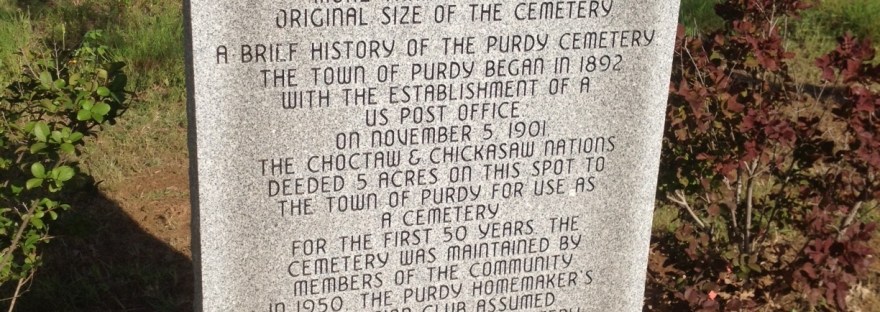 ORIGINAL SIZE OF THE CEMETERY
A BRILF HISTORY OF THE PURDY CEMETERY
THE TOWN OF PURDY BEGAN IN 1892
WITH THE ESTABLISHMENT OF A
US POST OFFICE
ON NOVEMBER 5, 1901,
THE CHOCTAW & CHICKASAW NATIONS
DEEDED 5 ACRES ON THIS SPOT TO
THE TOWN OF PURDY FOR USE AS
A CEMETERY
FOR THE FIRST 50 YEARS, THE
CEMETERY WAS MAINTAINED BY
MEMBERS OF THE COMMUNITY
IN 1950, THE PURDY HOMEMAKER'S
CLUB ASSUMED